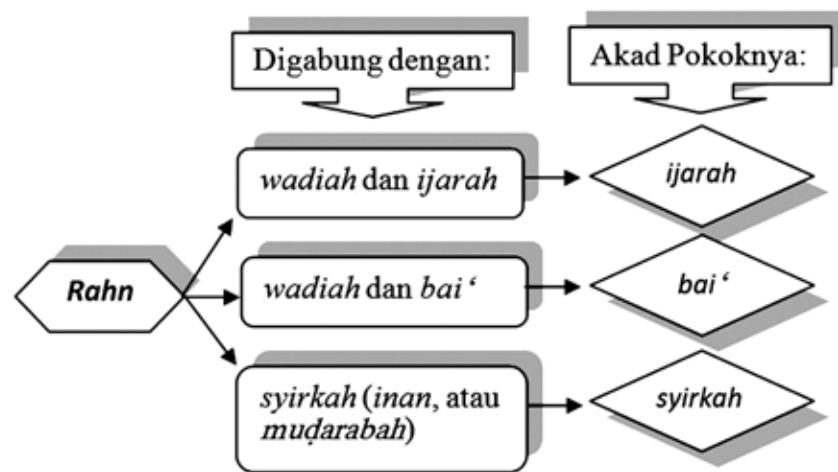 Digabung dengan:
Akad Pokoknya:
wadiah dan ijarah
ijarah
Rahn
wadiah dan bai‘
bai‘
syirkah (inan, atau
muḍarabah)
syirkah